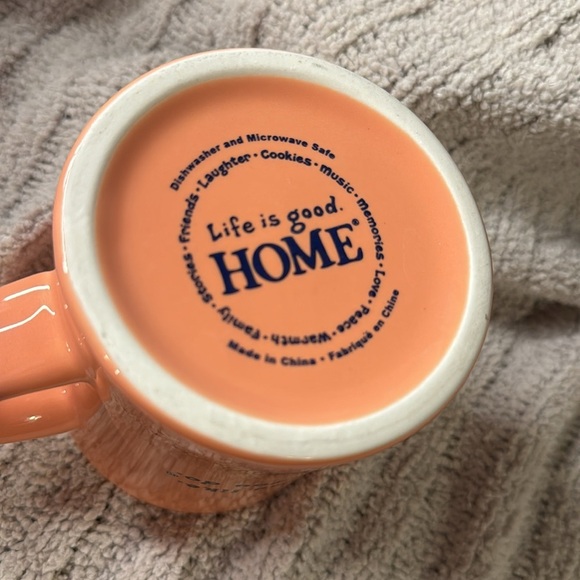 Dishwasher and Microwave Safe
Friends • Laughter • Cookies • music • memories • Love • Peace • Warmth • Family • Stories •
Life is good.
HOME®
Made in China • Fabriqué en China